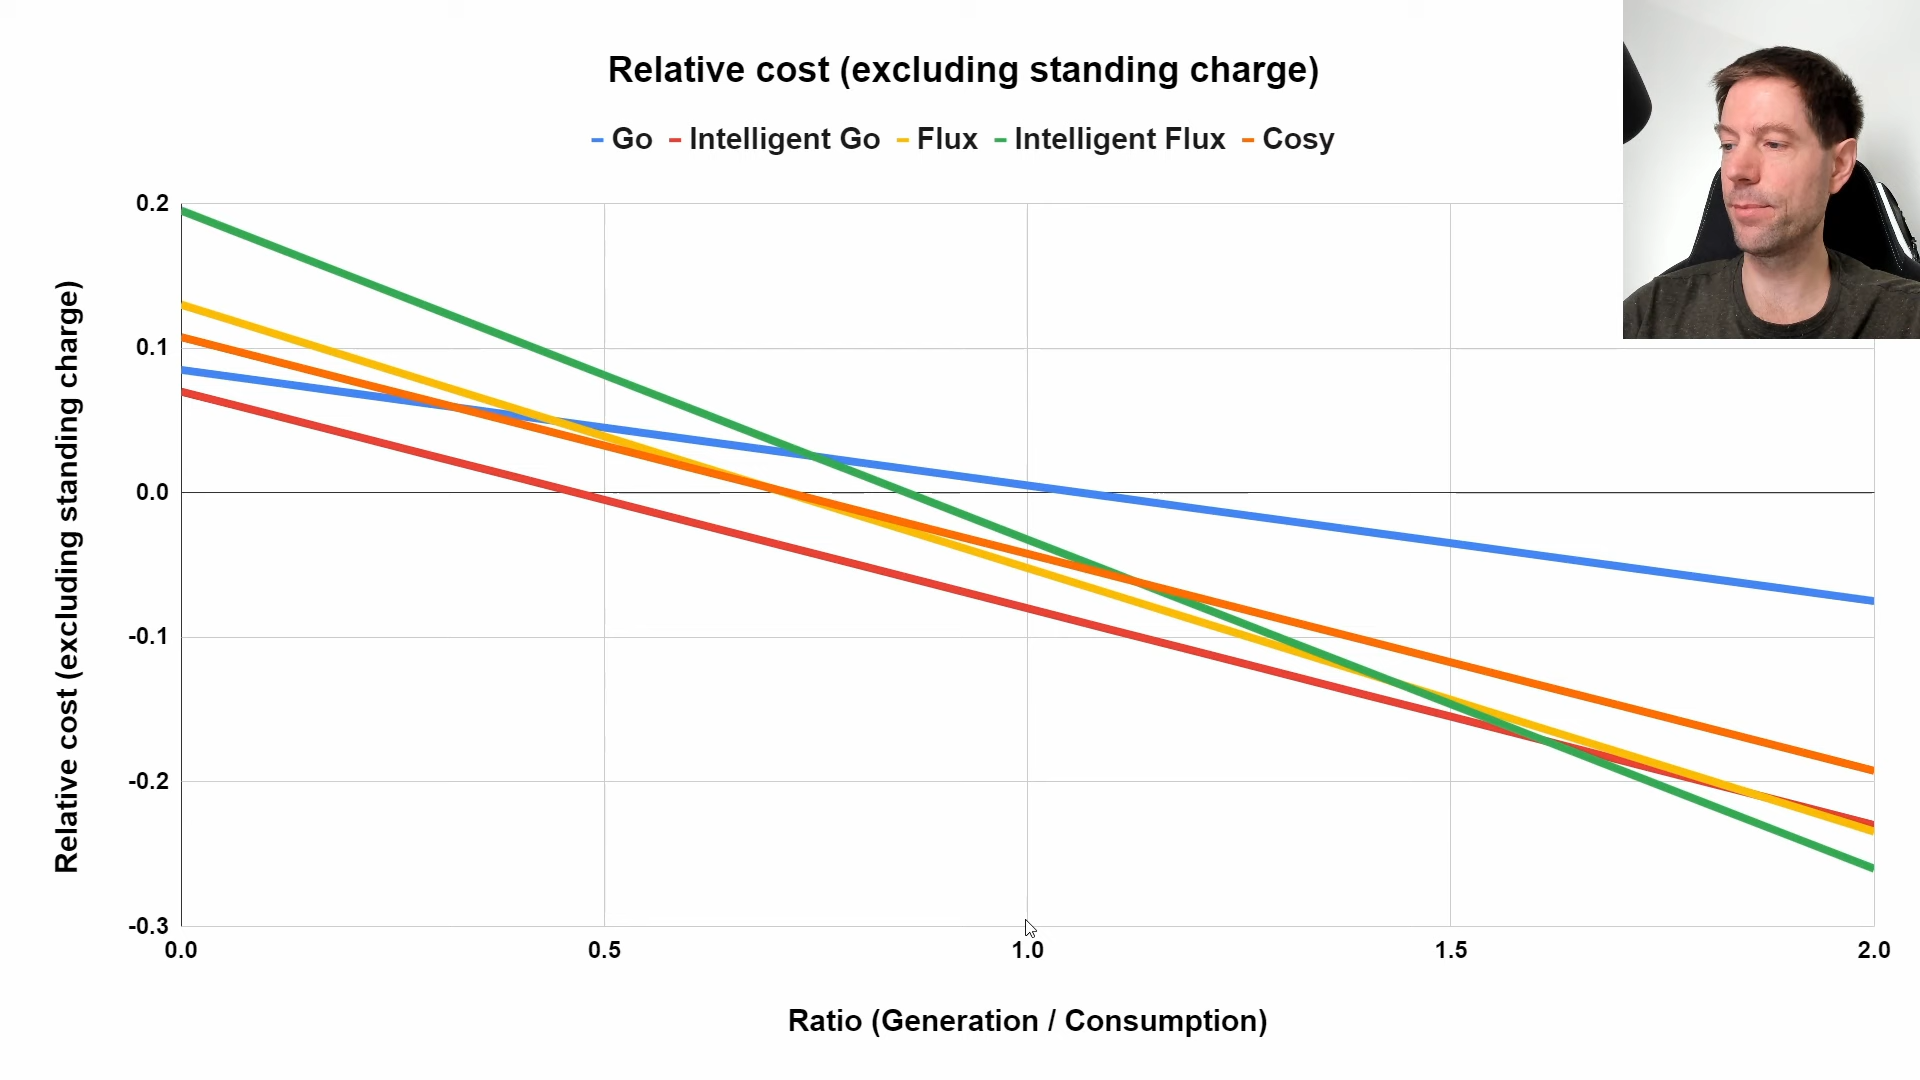 Relative cost (excluding standing charge)
Go Intelligent Go Flux Intelligent Flux Cosy
Relative cost (excluding standing charge)
0.2
0.1
0.0
-0.1
-0.2
-0.3
0.0 0.5 1.0 1.5 2.0
Ratio (Generation / Consumption)